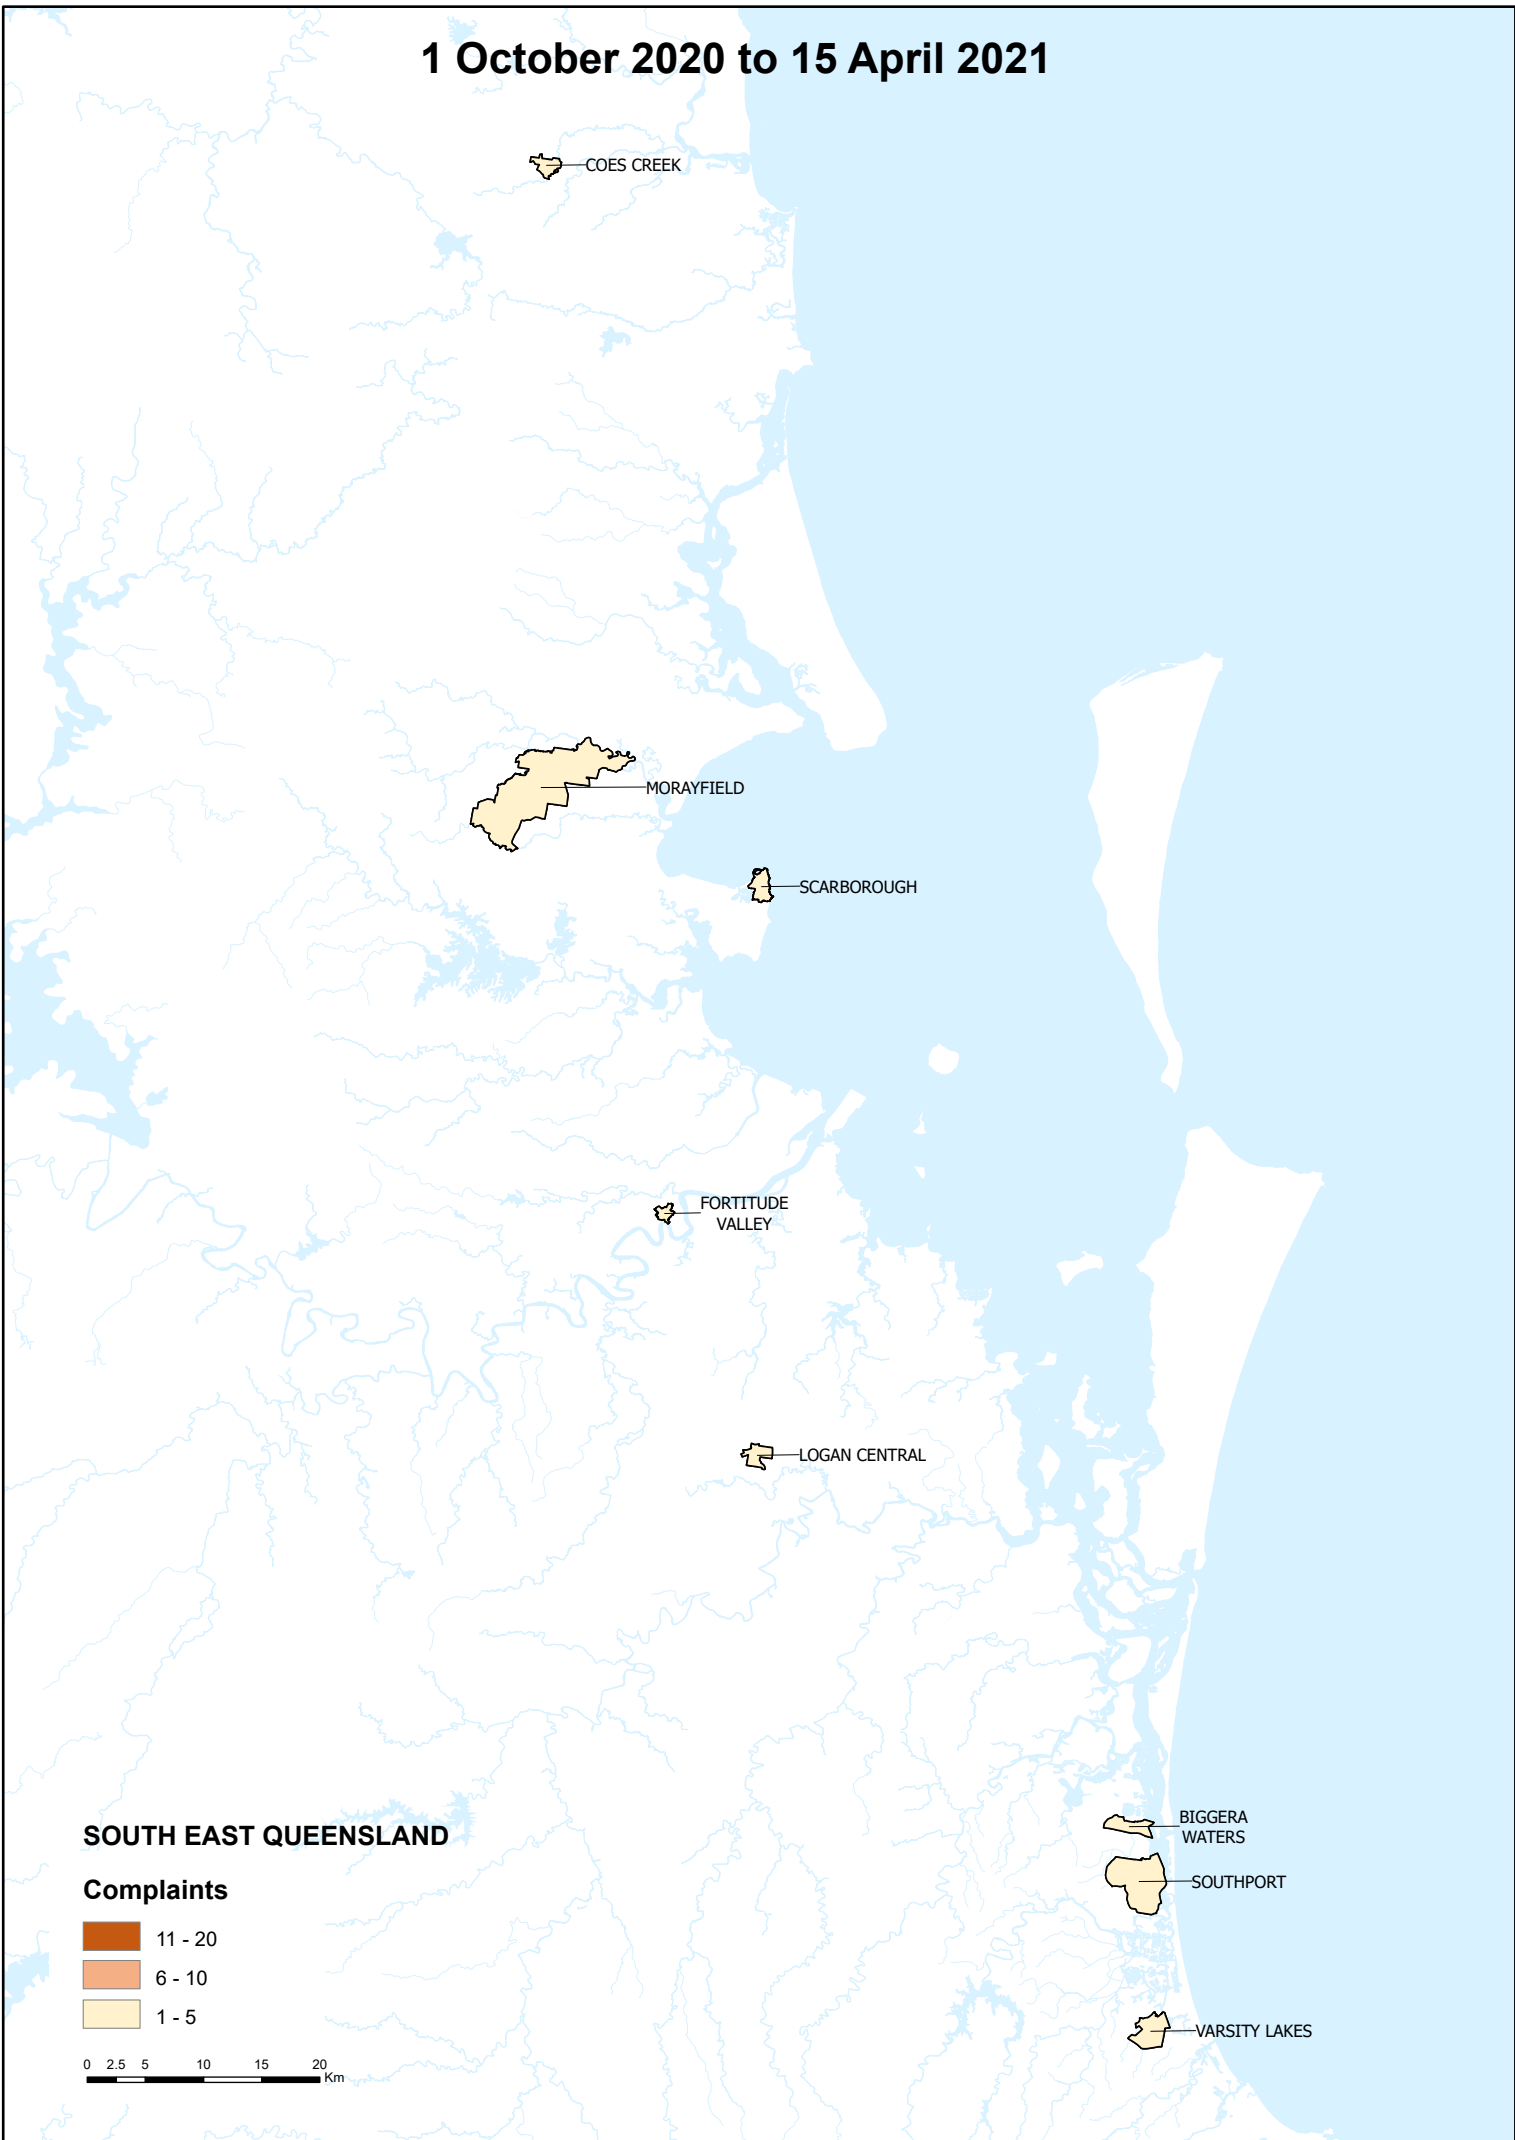 1 October 2020 to 15 April 2021
COES CREEK
MORAYFIELD
SCARBOROUGH
FORTITUDE
VALLEY
LOGAN CENTRAL
BIGGERA
WATERS
SOUTHPORT
VARSITY LAKES
SOUTH EAST QUEENSLAND
Complaints
11 - 20
6 - 10
1 - 5
0 2.5 5 10 15 20
Km